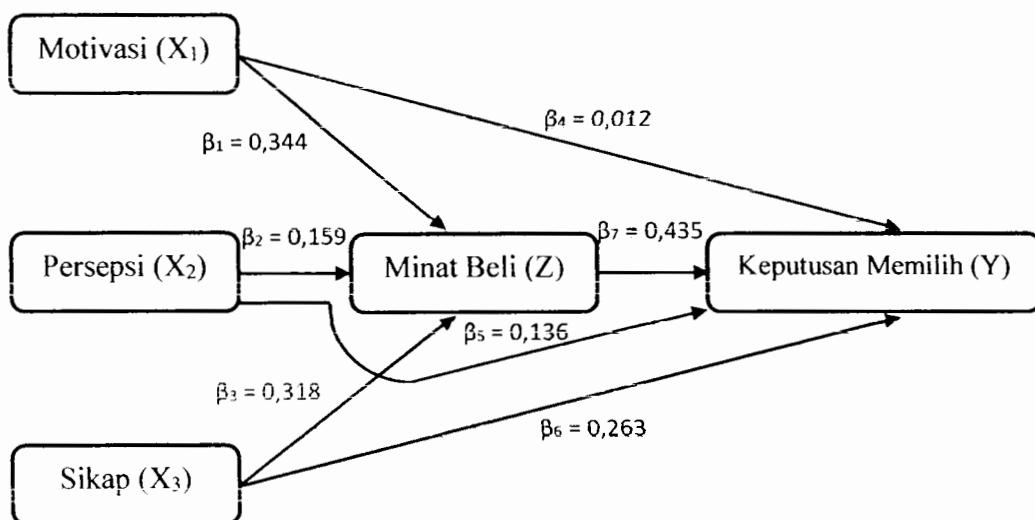 Motivasi (X₁)
β₄ = 0,012
β₁ = 0,344
β₂ = 0,159
β₇ = 0,435
Persepsi (X₂)
Minat Beli (Z)
Keputusan Memilih (Y)
β₅ = 0,136
β₃ = 0,318
β₆ = 0,263
Sikap (X₃)